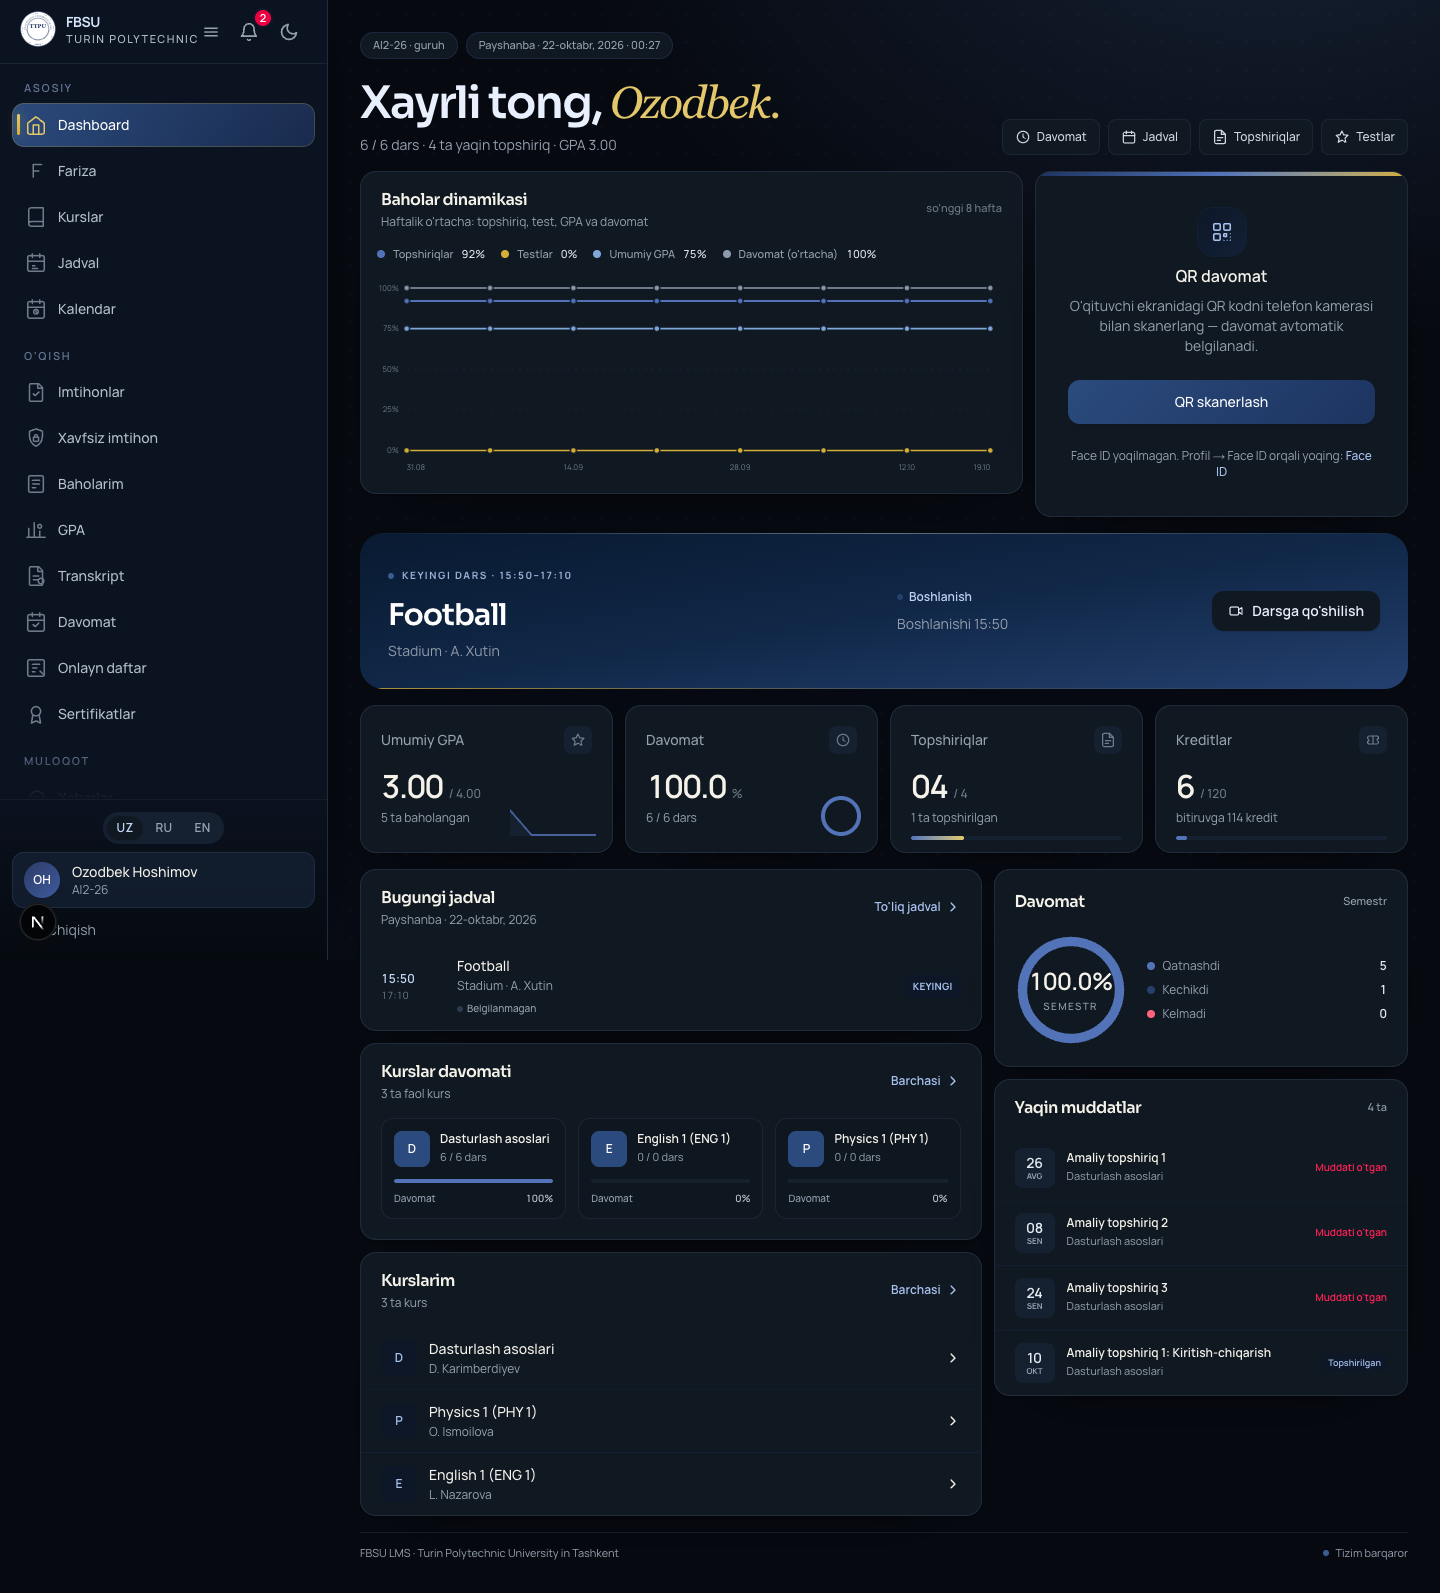 FBSU
TURIN POLYTECHNIC
2
ASOSIY
Dashboard
Fariza
Kurslar
Jadval
Kalendar
O'QISH
Imtihonlar
Xavfsiz imtihon
Baholarim
GPA
Transkript
Davomat
Onlayn daftar
Sertifikatlar
MULOQOT
UZ RU EN
OH
Ozodbek Hoshimov
AI2-26
N
hiqish
AI2-26 · guruh
Payshanba · 22-oktabr, 2026 · 00:27
Xayrli tong, Ozodbek.
6 / 6 dars · 4 ta yaqin topshiriq · GPA 3.00
Davomat
Jadval
Topshiriqlar
Testlar
Baholar dinamikasi
Haftalik o'rtacha: topshiriq, test, GPA va davomat
so'nggi 8 hafta
Topshiriqlar 92% Testlar 0% Umumiy GPA 75% Davomat (o'rtacha) 100%
100%
75%
50%
25%
0%
31.08 14.09 28.09 12.10 19.10
QR davomat
O'qituvchi ekranidagi QR kodni telefon kamerasi
bilan skanerlang — davomat avtomatik
belgilanadi.
QR skanerlash
Face ID yoqilmagan. Profil → Face ID orqali yoqing: Face
ID
KEYINGI DARS · 15:50–17:10
Football
Stadium · A. Xutin
Boshlanish
Boshlanishi 15:50
Darsga qo'shilish
Umumiy GPA
3.00 / 4.00
5 ta baholangan
Davomat
100.0 %
6 / 6 dars
Topshiriqlar
04 / 4
1 ta topshirilgan
Kreditlar
6 / 120
bitiruvga 114 kredit
Bugungi jadval
Payshanba · 22-oktabr, 2026
To'liq jadval
15:50
17:10
Football
Stadium · A. Xutin
Belgilanmagan
KEYINGI
Davomat
Semestr
100.0%
SEMESTR
Qatnashdi 5
Kechikdi 1
Kelmadi 0
Kurslar davomati
3 ta faol kurs
Barchasi
D
Dasturlash asoslari
6 / 6 dars
Davomat 100%
E
English 1 (ENG 1)
0 / 0 dars
Davomat 0%
P
Physics 1 (PHY 1)
0 / 0 dars
Davomat 0%
Yaqin muddatlar
4 ta
26
AVG
Amaliy topshiriq 1
Dasturlash asoslari
Muddati o'tgan
08
SEN
Amaliy topshiriq 2
Dasturlash asoslari
Muddati o'tgan
24
SEN
Amaliy topshiriq 3
Dasturlash asoslari
Muddati o'tgan
10
OKT
Amaliy topshiriq 1: Kiritish-chiqarish
Dasturlash asoslari
Topshirilgan
Kurslarim
3 ta kurs
Barchasi
D
Dasturlash asoslari
D. Karimberdiyev
P
Physics 1 (PHY 1)
O. Ismoilova
E
English 1 (ENG 1)
L. Nazarova
FBSU LMS · Turin Polytechnic University in Tashkent
Tizim barqaror